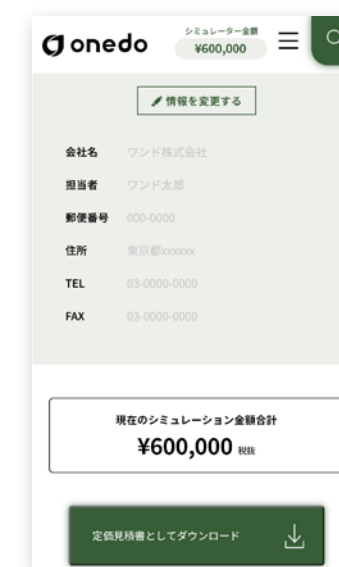 onedo
シミュレーター金額
¥600,000
情報を変更する
会社名 ワンド株式会社
担当者 ワンド太郎
郵便番号 000-0000
住所 東京都xxxxxx
TEL 03-0000-0000
FAX 03-0000-0000
現在のシミュレーション金額合計
¥600,000 税抜
定価見積書としてダウンロード